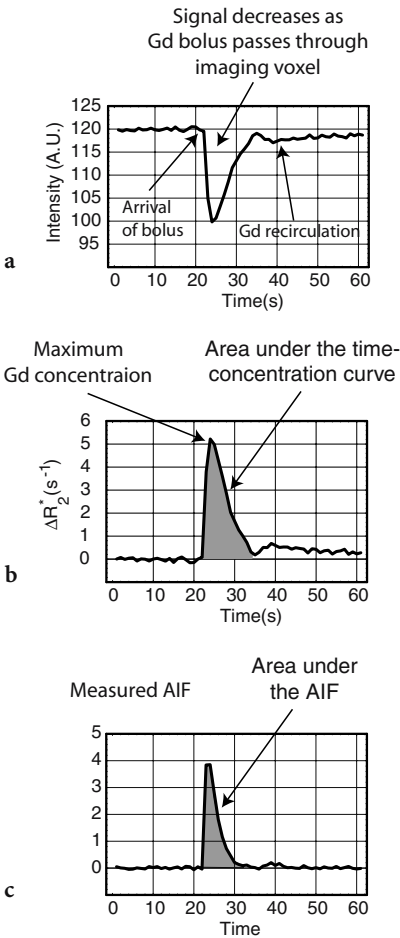 Signal decreases as
Gd bolus passes through
imaging voxel
125
120
115
110
105
100
95
Intensity (A.U.)
Arrival
of bolus
Gd recirculation
0 10 20 30 40 50 60
Time(s)
a
Maximum
Gd concentraion
Area under the time-
concentration curve
6
5
4
3
2
1
0
ΔR*2(s-1)
0 10 20 30 40 50 60
Time(s)
b
Measured AIF
Area under
the AIF
5
4
3
2
1
0
0 10 20 30 40 50 60
Time
c